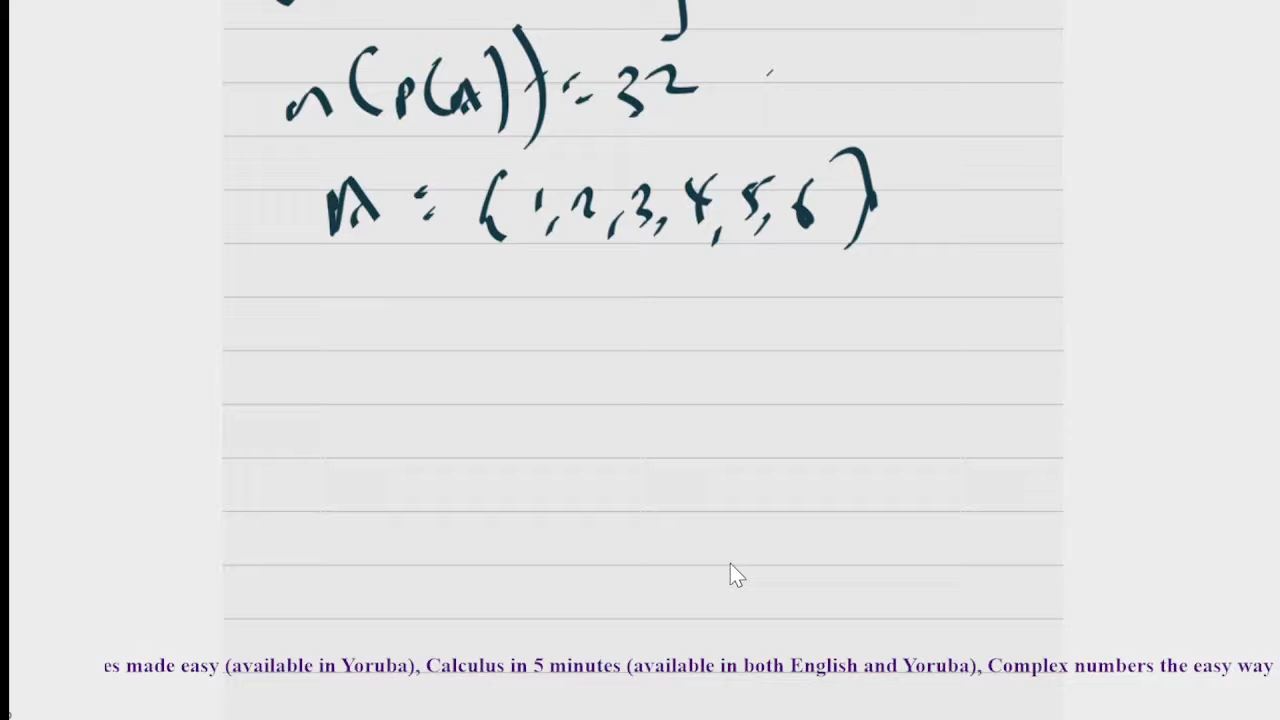 n(P(A)) = 32
A = {1, 2, 3, 4, 5, 6}
es made easy (available in Yoruba), Calculus in 5 minutes (available in both English and Yoruba), Complex numbers the easy way